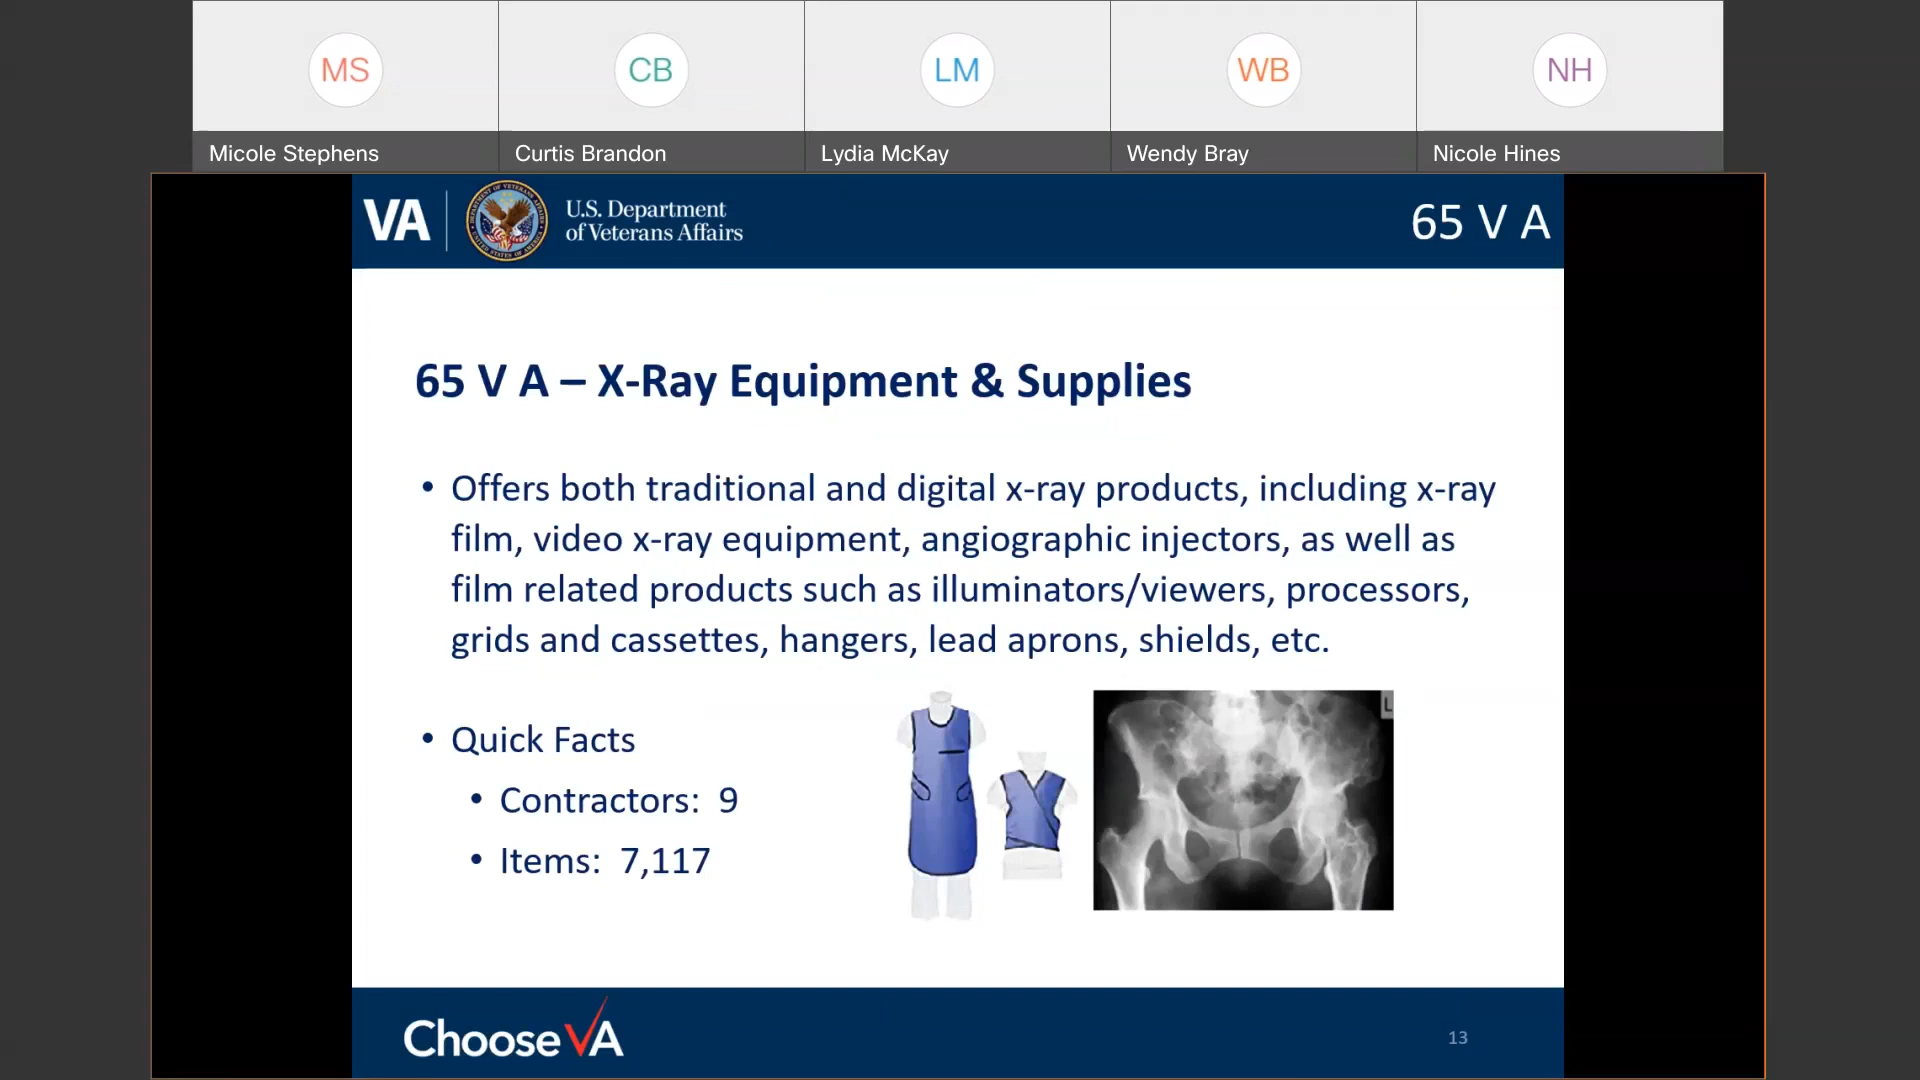 MS
CB
LM
WB
NH
Micole Stephens
Curtis Brandon
Lydia McKay
Wendy Bray
Nicole Hines
VA
U.S. Department
of Veterans Affairs
65 V A
65 V A – X-Ray Equipment & Supplies
• Offers both traditional and digital x-ray products, including x-ray
film, video x-ray equipment, angiographic injectors, as well as
film related products such as illuminators/viewers, processors,
grids and cassettes, hangers, lead aprons, shields, etc.
• Quick Facts
• Contractors: 9
• Items: 7,117
L
ChooseVA
13